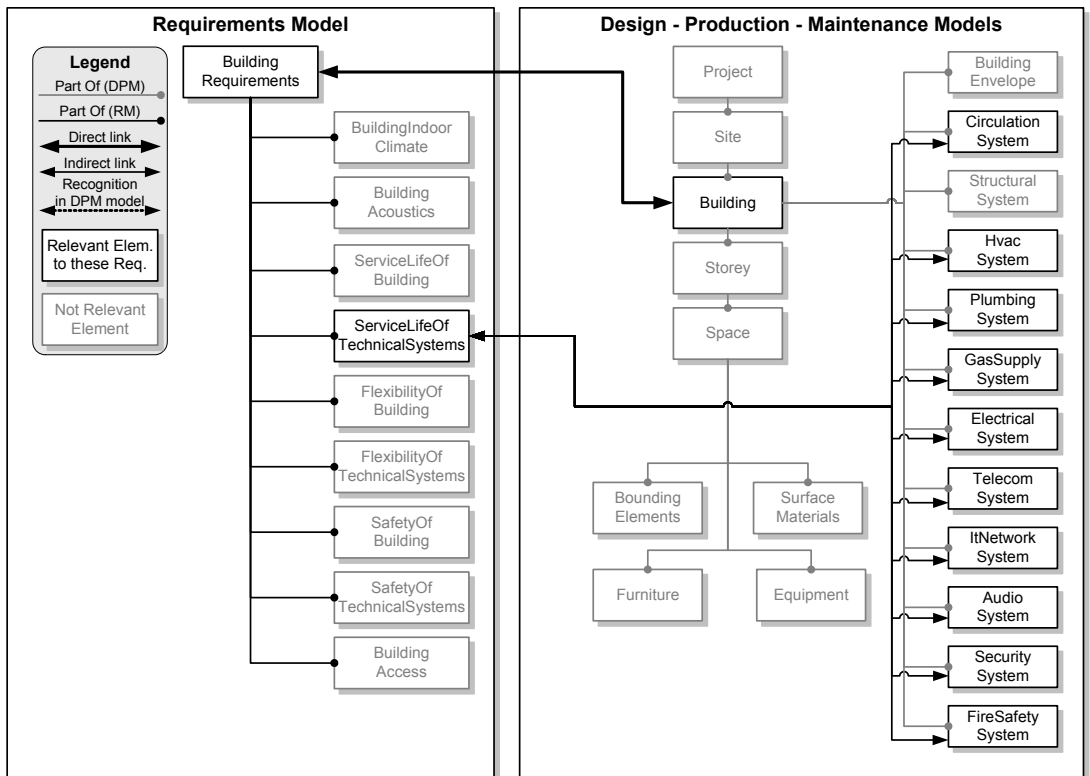 Requirements Model
Legend
Part Of (DPM)
Part Of (RM)
Direct link
Indirect link
Recognition
in DPM model
Relevant Elem.
to these Req.
Not Relevant
Element
Building
Requirements
BuildingIndoor
Climate
Building
Acoustics
ServiceLifeOf
Building
ServiceLifeOf
TechnicalSystems
FlexibilityOf
Building
FlexibilityOf
TechnicalSystems
SafetyOf
Building
SafetyOf
TechnicalSystems
Building
Access
Design - Production - Maintenance Models
Project
Site
Building
Storey
Space
Bounding
Elements
Surface
Materials
Furniture
Equipment
Building
Envelope
Circulation
System
Structural
System
Hvac
System
Plumbing
System
GasSupply
System
Electrical
System
Telecom
System
ItNetwork
System
Audio
System
Security
System
FireSafety
System